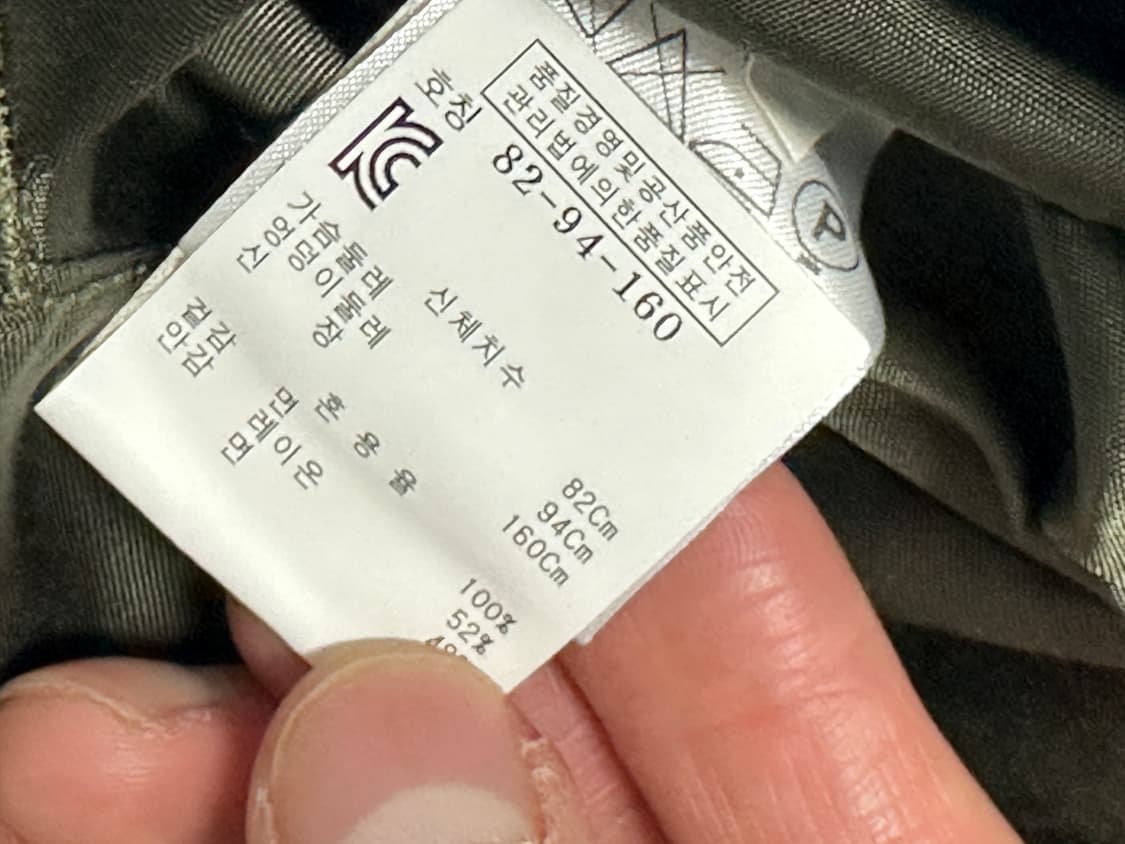 품질경영및공산품안전
관리법에의한품질표시
호칭 82-94-160
신체치수
가슴둘레 82Cm
엉덩이둘레 94Cm
신장 160Cm
혼용율
겉감 면 100%
안감 레이온 52%
면
P